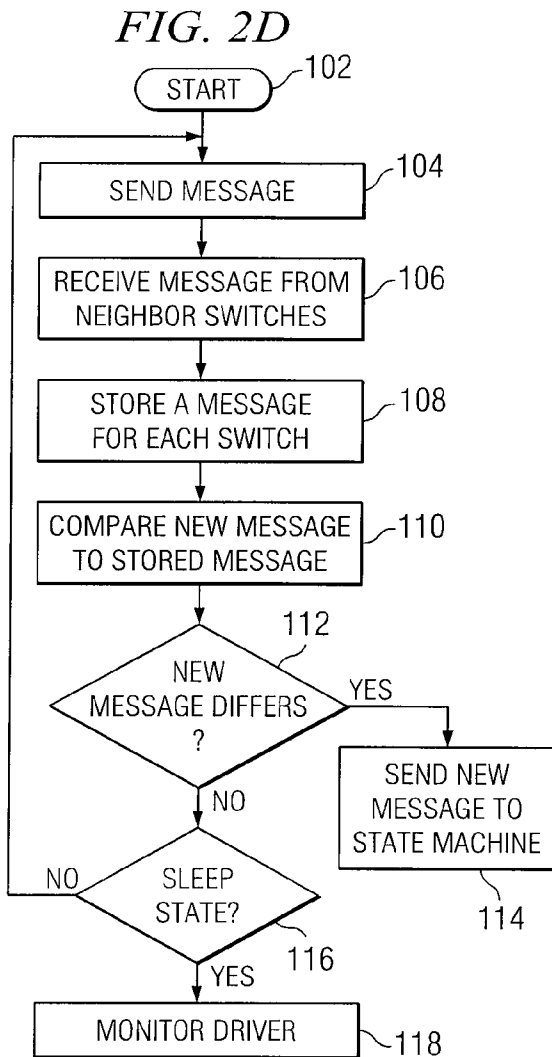 FIG. 2D
START
102
SEND MESSAGE
104
RECEIVE MESSAGE FROM
NEIGHBOR SWITCHES
106
STORE A MESSAGE
FOR EACH SWITCH
108
COMPARE NEW MESSAGE
TO STORED MESSAGE
110
112
NEW
MESSAGE DIFFERS
?
YES
SEND NEW
MESSAGE TO
STATE MACHINE
114
NO
NO
SLEEP
STATE?
116
YES
MONITOR DRIVER
118